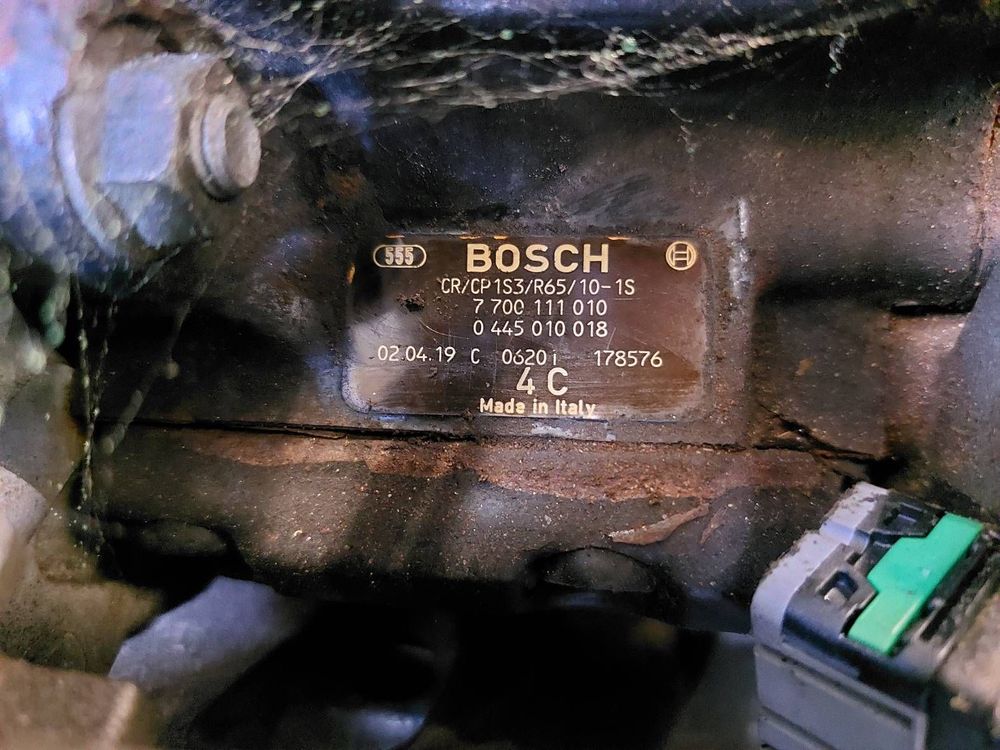 555 BOSCH
CR/CP1S3/R65/10-1S
7 700 111 010
0 445 010 018
02.04.19 C 0620i 178576
4 C
Made in Italy